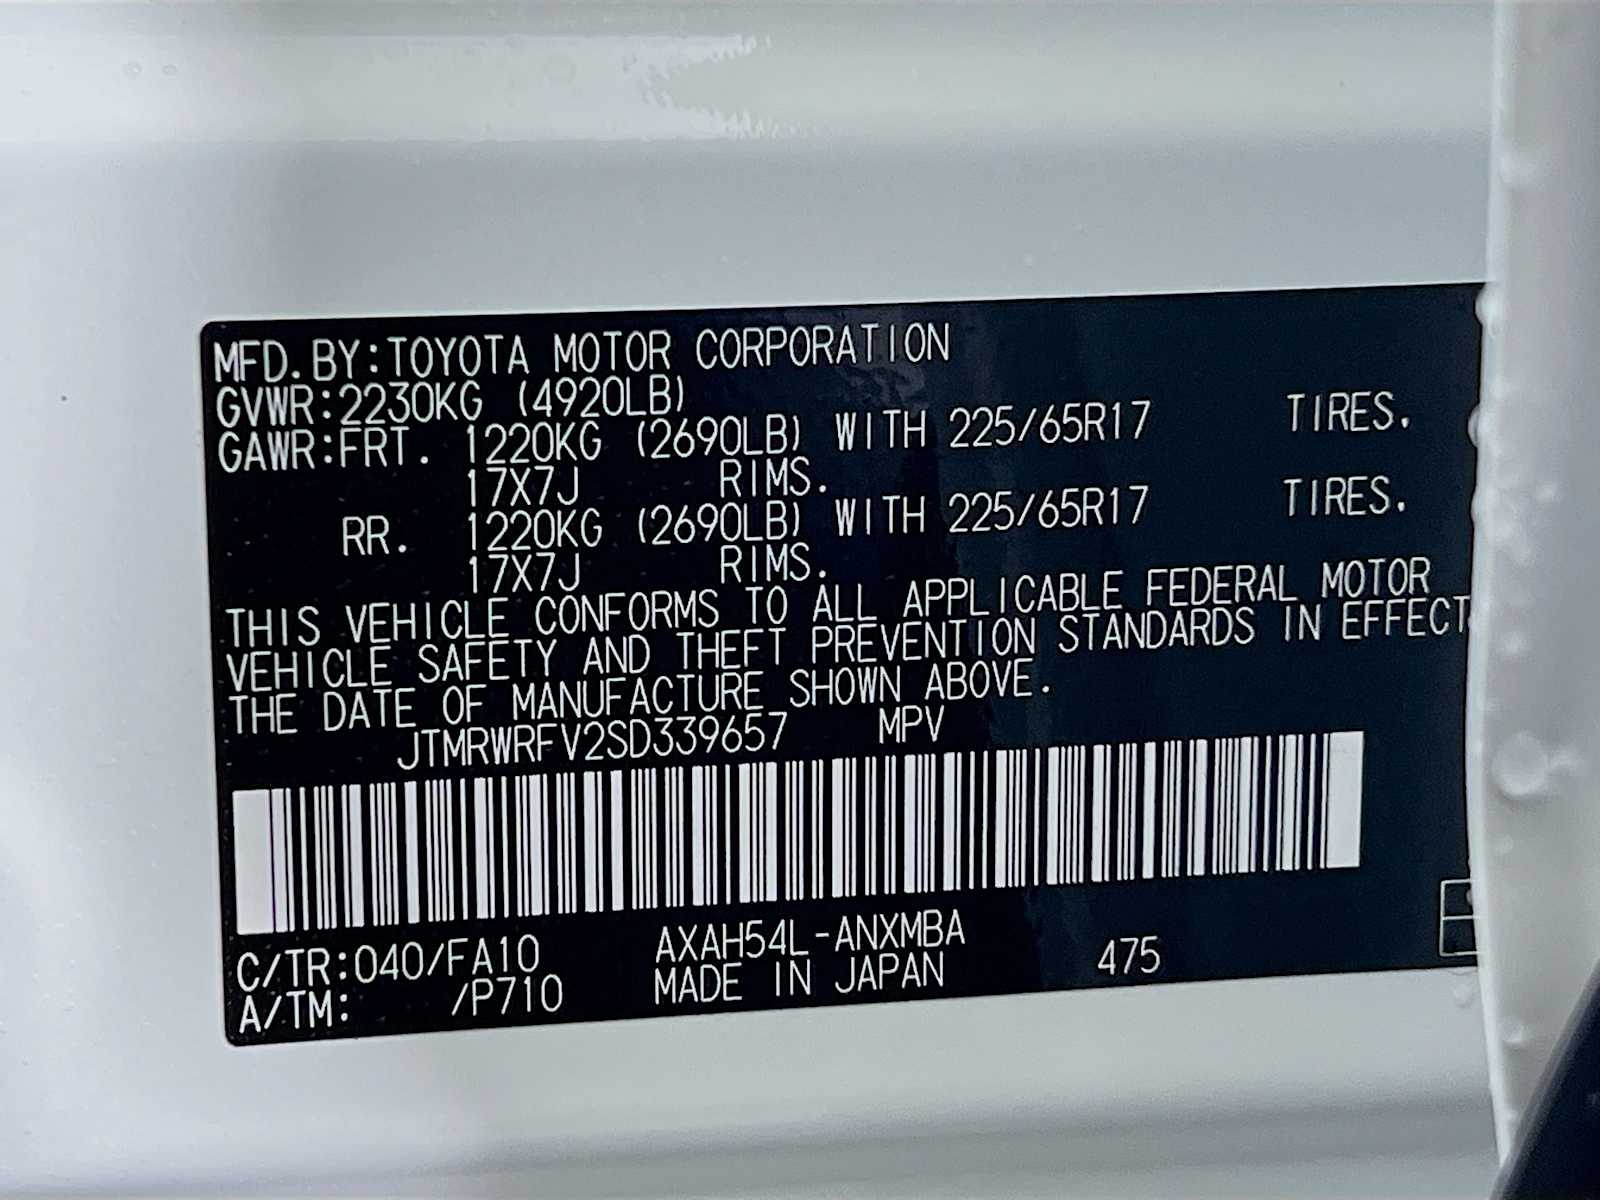 MFD.BY:TOYOTA MOTOR CORPORATION
GVWR:2230KG (4920LB)
GAWR:FRT. 1220KG (2690LB) WITH 225/65R17 TIRES.
17X7J RIMS.
RR. 1220KG (2690LB) WITH 225/65R17 TIRES.
17X7J RIMS.
THIS VEHICLE CONFORMS TO ALL APPLICABLE FEDERAL MOTOR
VEHICLE SAFETY AND THEFT PREVENTION STANDARDS IN EFFECT
THE DATE OF MANUFACTURE SHOWN ABOVE.
JTMRWRFV2SD339657 MPV
C/TR:040/FA10 AXAH54L-ANXMBA
A/TM: /P710 MADE IN JAPAN 475